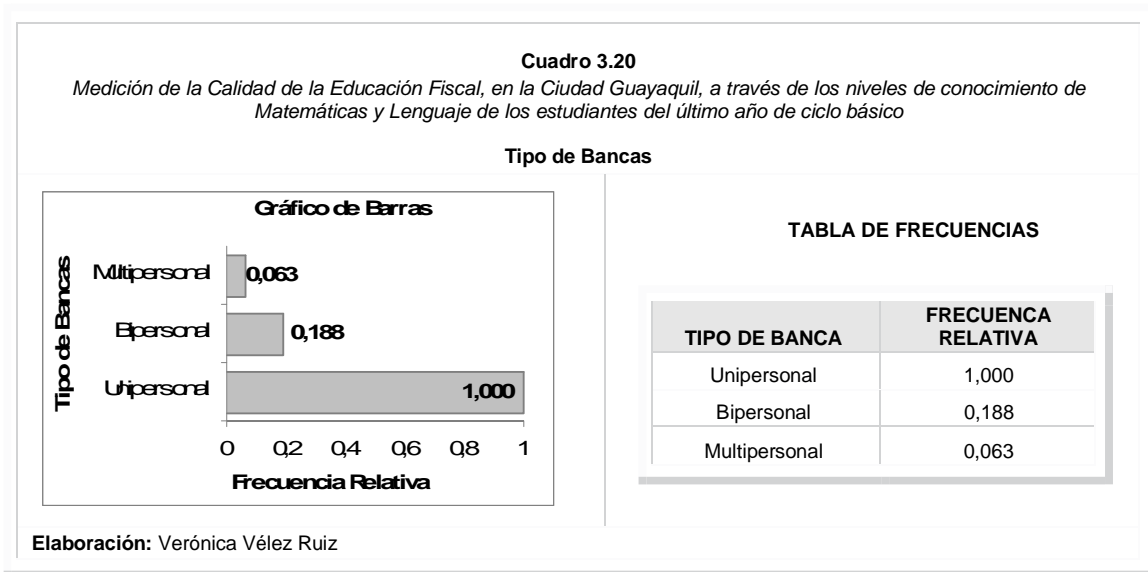 Cuadro 3.20
Medición de la Calidad de la Educación Fiscal, en la Ciudad Guayaquil, a través de los niveles de conocimiento de
Matemáticas y Lenguaje de los estudiantes del último año de ciclo básico
Tipo de Bancas
Gráfico de Barras
Tipo de Bancas
Multipersonal 0,063
Bipersonal 0,188
Unipersonal 1,000
0 0,2 0,4 0,6 0,8 1
Frecuencia Relativa
TABLA DE FRECUENCIAS
TIPO DE BANCA FRECUENCA
RELATIVA
Unipersonal 1,000
Bipersonal 0,188
Multipersonal 0,063
Elaboración: Verónica Vélez Ruiz